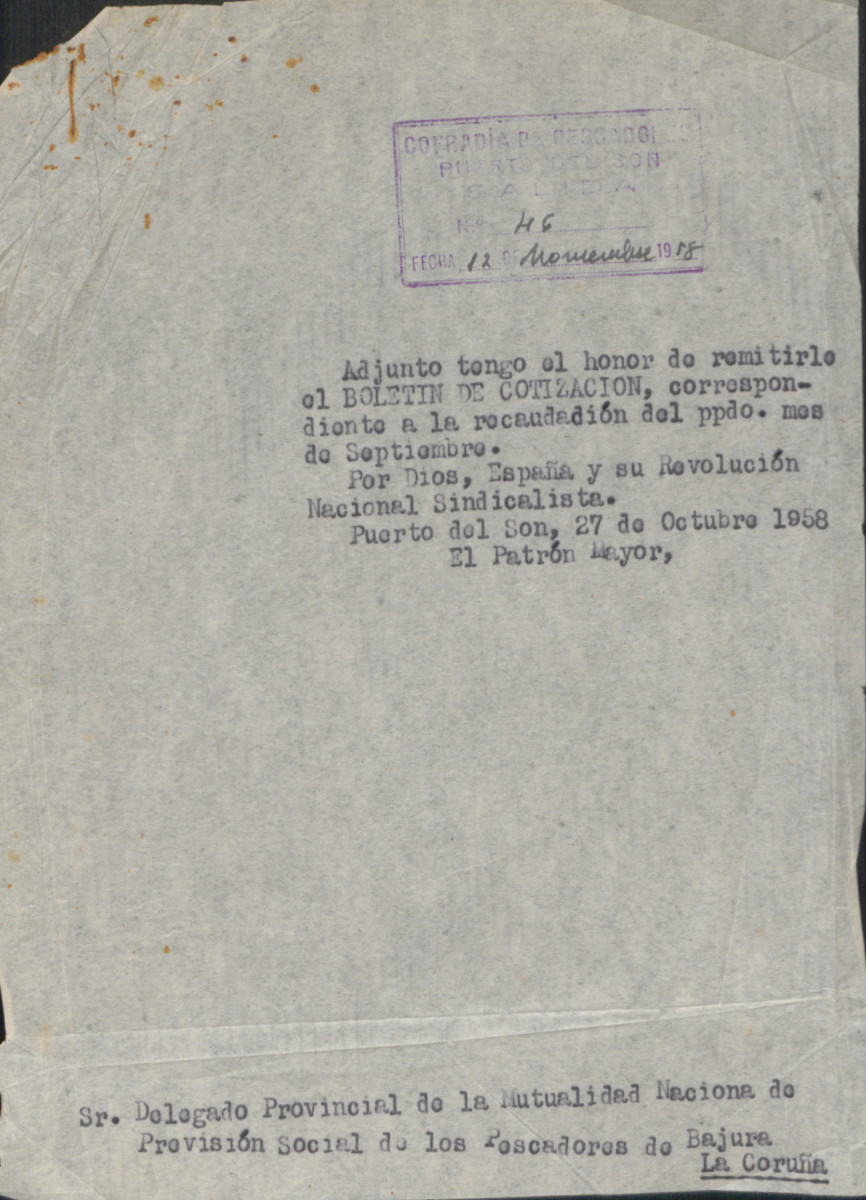 COFRADIA DE PESCADORES
PUERTO DEL SON
SALIDA
N.º 46
FECHA 12 DE Noviembre 1958
Adjunto tengo el honor de remitirle
el BOLETIN DE COTIZACION, correspon-
diente a la recaudadión del ppdo. mes
de Septiembre.
Por Dios, España y su Revolución
Nacional Sindicalista.
Puerto del Son, 27 de Octubre 1958
El Patrón Mayor,
Sr. Delegado Provincial de la Mutualidad Naciona de
Previsión Social de los Pescadores de Bajura
La Coruña